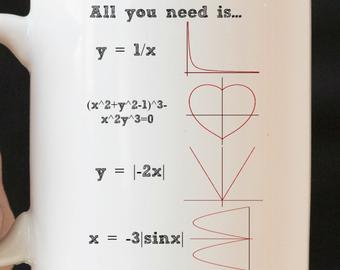 All you need is...
y = 1/x
(x^2+y^2-1)^3-
x^2y^3=0
y = |-2x|
x = -3|sinx|